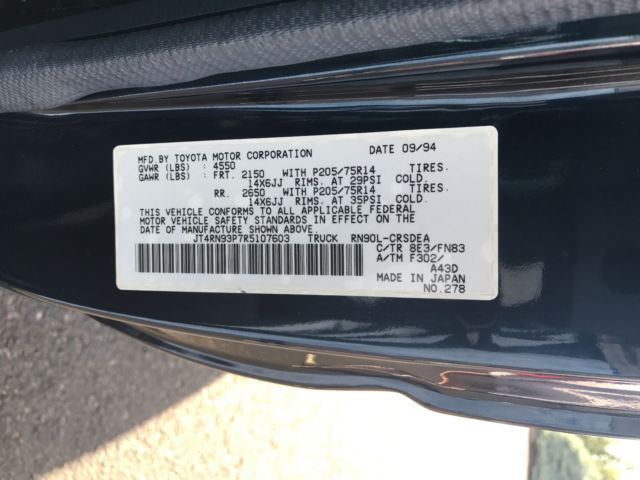 MFD.BY TOYOTA MOTOR CORPORATION DATE 09/94
GVWR (LBS) : 4550
GAWR (LBS) : FRT. 2150 WITH P205/75R14 TIRES.
14X6JJ RIMS. AT 29PSI COLD.
RR. 2650 WITH P205/75R14 TIRES.
14X6JJ RIMS. AT 35PSI COLD.
THIS VEHICLE CONFORMS TO ALL APPLICABLE FEDERAL
MOTOR VEHICLE SAFETY STANDARDS IN EFFECT ON THE
DATE OF MANUFACTURE SHOWN ABOVE.
JT4RN93P7R5107603 TRUCK RN90L-CRSDEA
C/TR 8E3/FN83
A/TM F302/
A43D
MADE IN JAPAN
NO.278